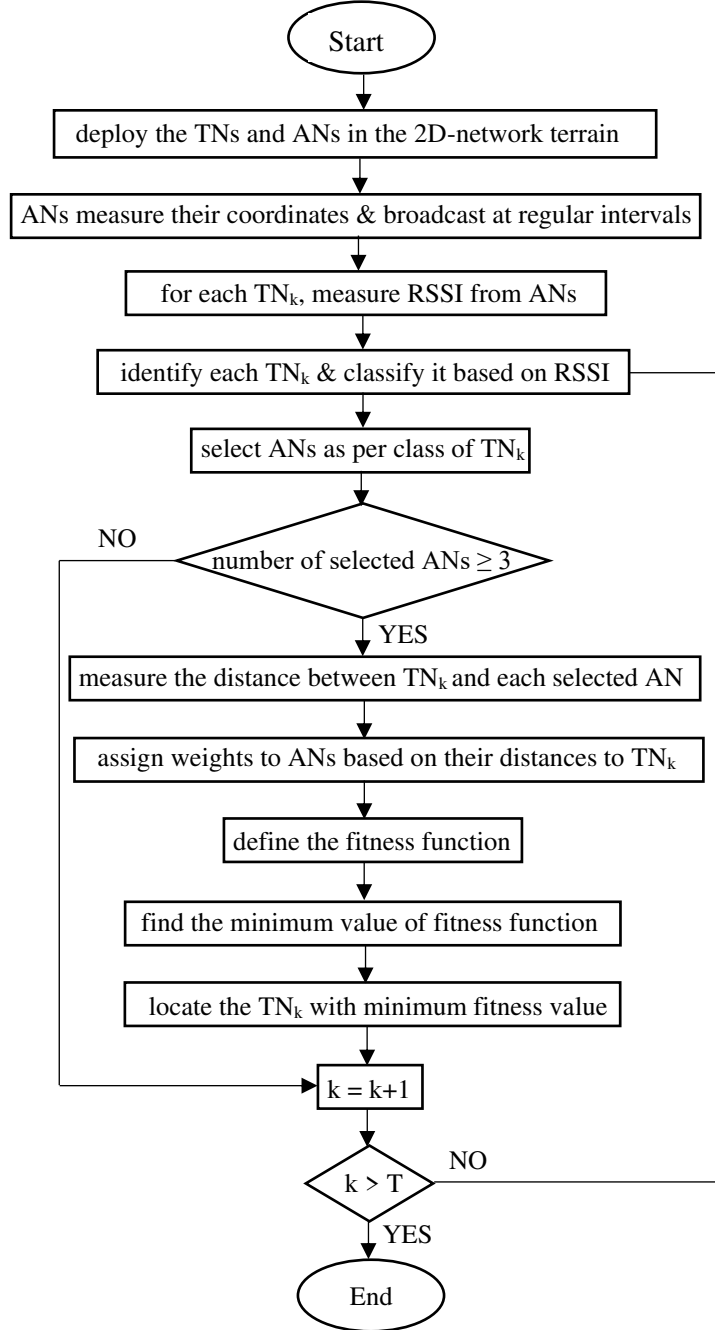 Start
deploy the TNs and ANs in the 2D-network terrain
ANs measure their coordinates & broadcast at regular intervals
for each TNₖ, measure RSSI from ANs
identify each TNₖ & classify it based on RSSI
select ANs as per class of TNₖ
NO
number of selected ANs ≥ 3
YES
measure the distance between TNₖ and each selected AN
assign weights to ANs based on their distances to TNₖ
define the fitness function
find the minimum value of fitness function
locate the TNₖ with minimum fitness value
k = k+1
NO
k > T
YES
End